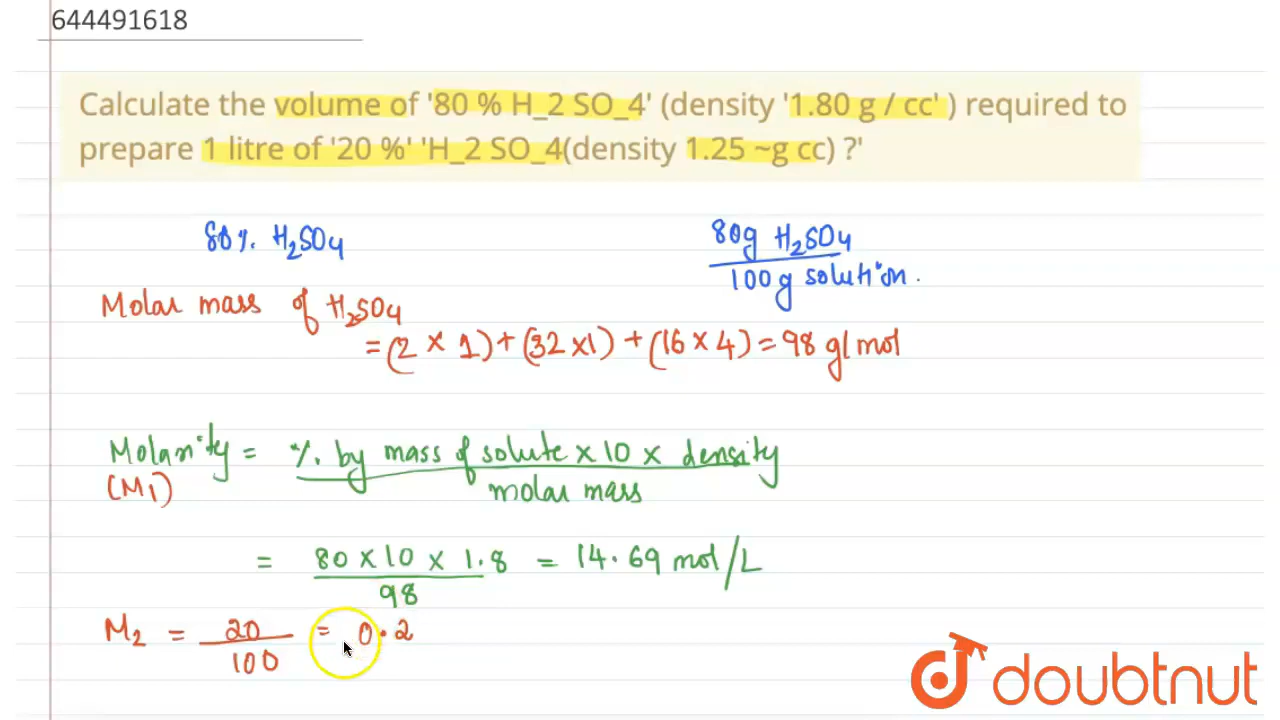 644491618
Calculate the volume of '80 % H_2 SO_4' (density '1.80 g / cc' ) required to
prepare 1 litre of '20 %' 'H_2 SO_4(density 1.25 ~g cc) ?'
80%. H2SO4
80g H2SO4
100g solution.
Molar mass of H2SO4
= (2 × 1) + (32×1) + (16 × 4) = 98 g/mol
Molarity = %. by mass of solute × 10 × density
(M1) molar mass
= 80 × 10 × 1.8 = 14.69 mol/L
98
M2 = 20 = 0.2
100
doubtnut